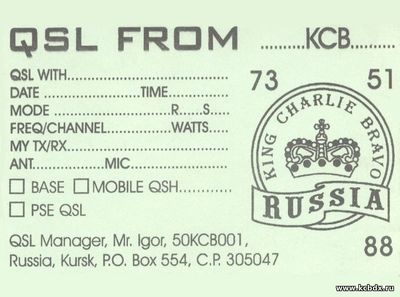 QSL FROM ..........KCB..........
QSL WITH..................................
DATE ..................TIME...............
MODE ..........................R......S.....
FREQ/CHANNEL............WATTS......
MY TX/RX..................................
ANT..................MIC....................
BASE MOBILE QSH.............
PSE QSL
73 51
KING CHARLIE BRAVO
RUSSIA
88
QSL Manager, Mr. Igor, 50KCB001,
Russia, Kursk, P.O. Box 554, C.P. 305047
www.kcbdx.ru